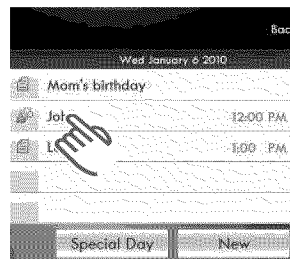 Bac
Wed January 6 2010
Mom's birthday
12:00 PM
1:00 PM
Special Day New